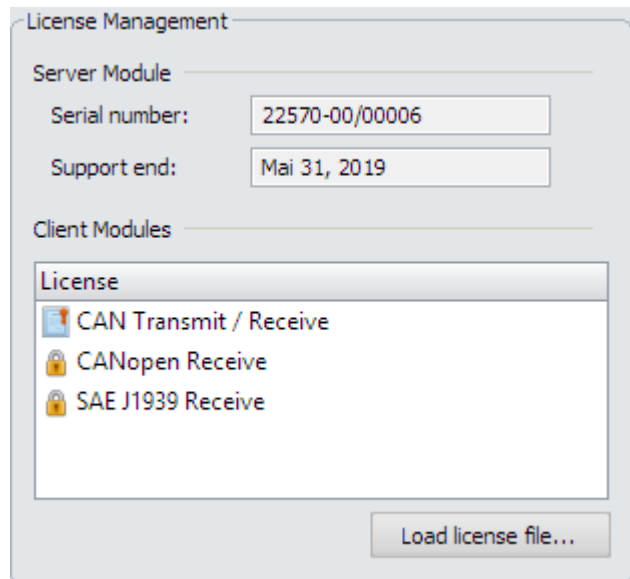 License Management
Server Module
Serial number: 22570-00/00006
Support end: Mai 31, 2019
Client Modules
License
CAN Transmit / Receive
CANopen Receive
SAE J1939 Receive
Load license file...